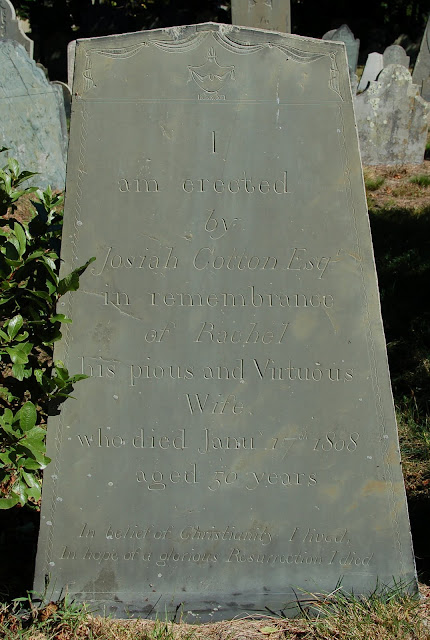 I
am erected
by
Josiah Cotton Esqr
in remembrance
of Rachel
his pious and Virtuous
Wife
who died Janu 17th 1808
aged 50 years
In belief of Christianity I lived,
In hope of a glorious Resurrection I died